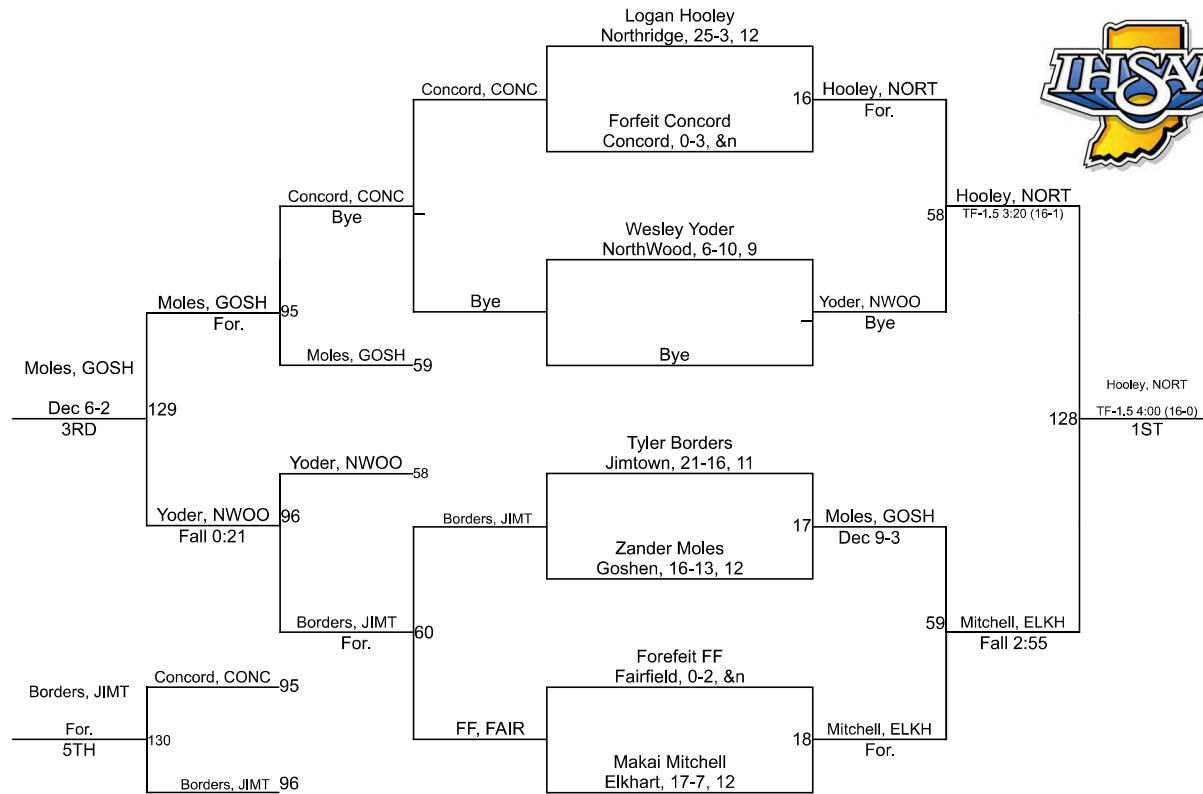 Logan Hooley
Northridge, 25-3, 12
IHSAA
Concord, CONC
16
Hooley, NORT
For.
Forfeit Concord
Concord, 0-3, &n
Concord, CONC
Bye
Hooley, NORT
58
TF-1.5 3:20 (16-1)
Wesley Yoder
NorthWood, 6-10, 9
Moles, GOSH
95
For.
Bye
Yoder, NWOO
Bye
Moles, GOSH
59
Bye
Moles, GOSH
Dec 6-2
129
3RD
Hooley, NORT
128
TF-1.5 4:00 (16-0)
1ST
Tyler Borders
Jimtown, 21-16, 11
Yoder, NWOO
58
Yoder, NWOO
96
Fall 0:21
Borders, JIMT
17
Moles, GOSH
Dec 9-3
Zander Moles
Goshen, 16-13, 12
Borders, JIMT
60
For.
59
Mitchell, ELKH
Fall 2:55
Forefeit FF
Fairfield, 0-2, &n
Concord, CONC
95
Borders, JIMT
For.
130
5TH
FF, FAIR
18
Mitchell, ELKH
For.
Makai Mitchell
Elkhart, 17-7, 12
Borders, JIMT
96